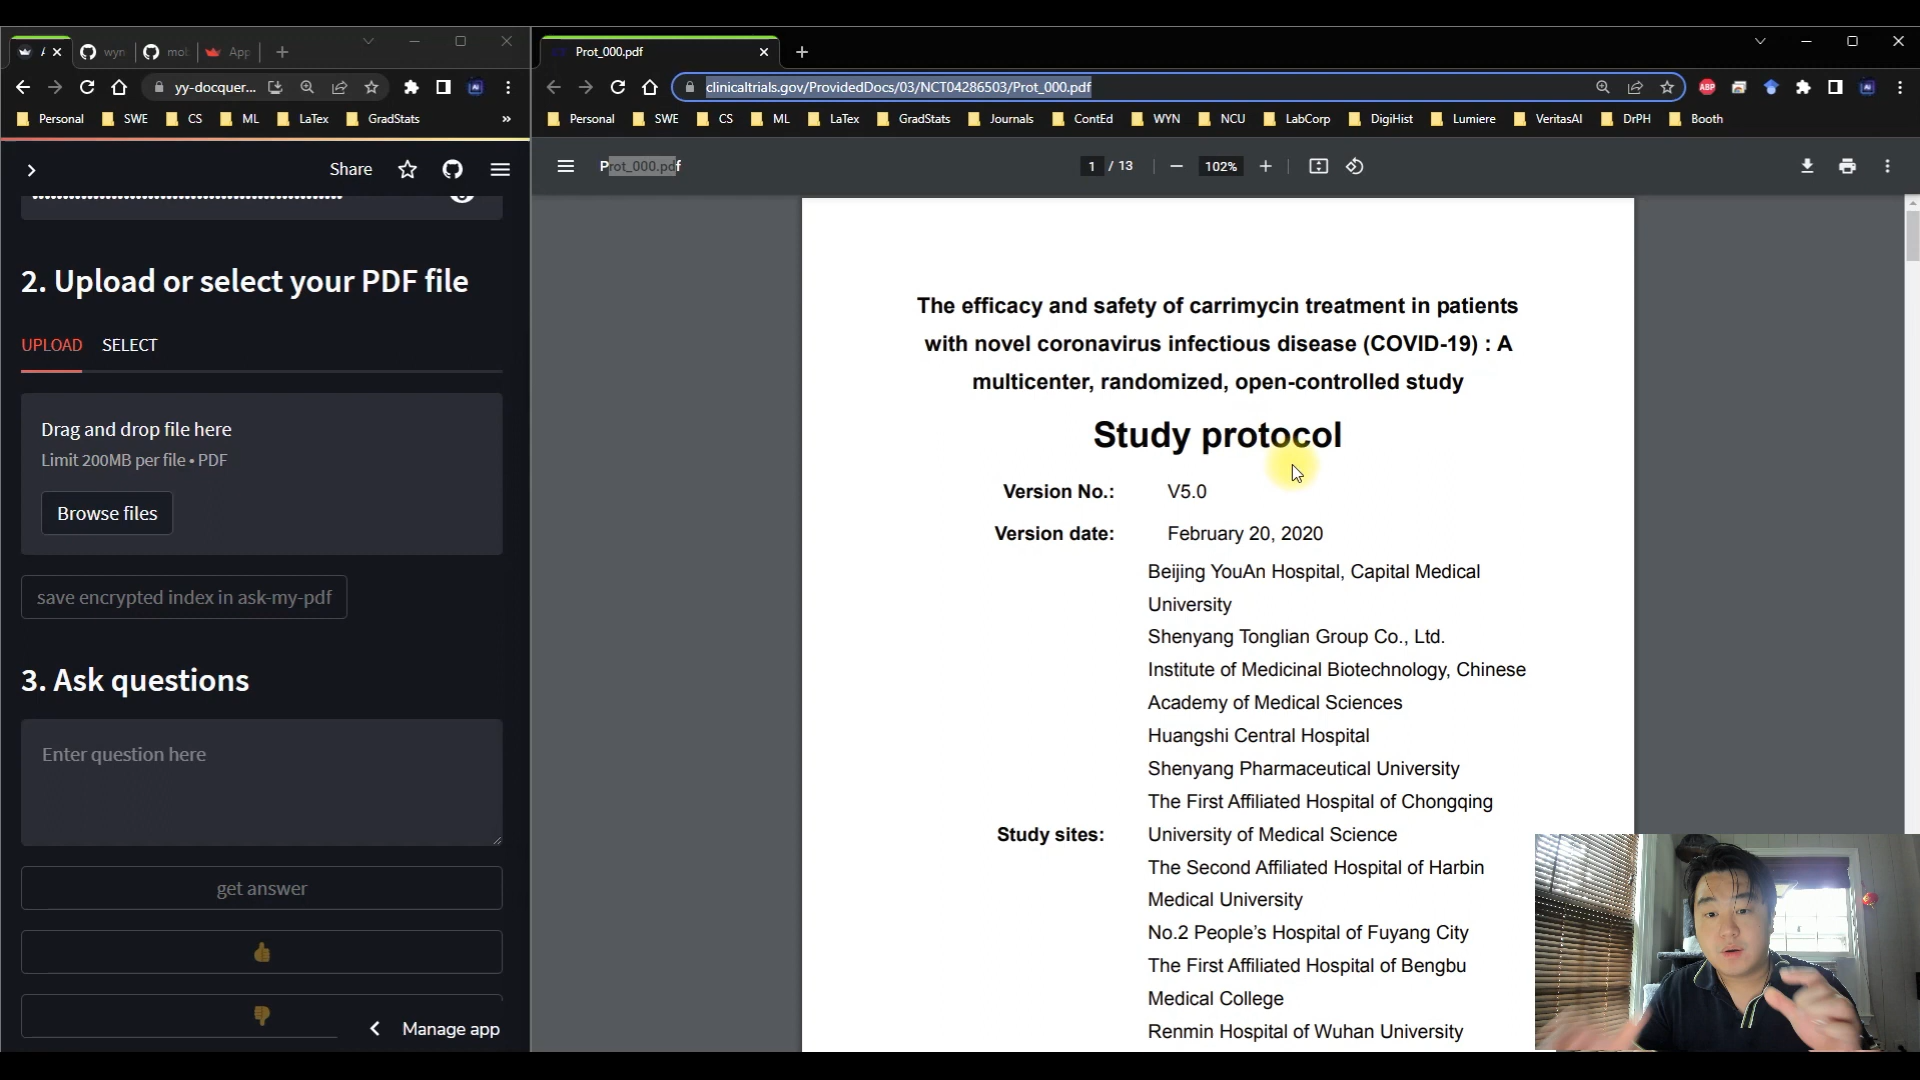 wyn
mo
App
yy-docquer...
Personal
SWE
CS
ML
LaTex
GradStats
»
Share
2. Upload or select your PDF file
UPLOAD
SELECT
Drag and drop file here
Limit 200MB per file • PDF
Browse files
save encrypted index in ask-my-pdf
3. Ask questions
Enter question here
get answer
Manage app
Prot_000.pdf
clinicaltrials.gov/ProvidedDocs/03/NCT04286503/Prot_000.pdf
ABP
Personal
SWE
CS
ML
LaTex
GradStats
Journals
ContEd
WYN
NCU
LabCorp
DigiHist
Lumiere
VeritasAI
DrPH
Booth
Prot_000.pdf
1 / 13
102%
The efficacy and safety of carrimycin treatment in patients
with novel coronavirus infectious disease (COVID-19) : A
multicenter, randomized, open-controlled study
Study protocol
Version No.: V5.0
Version date: February 20, 2020
Beijing YouAn Hospital, Capital Medical
University
Shenyang Tonglian Group Co., Ltd.
Institute of Medicinal Biotechnology, Chinese
Academy of Medical Sciences
Huangshi Central Hospital
Shenyang Pharmaceutical University
The First Affiliated Hospital of Chongqing
Study sites: University of Medical Science
The Second Affiliated Hospital of Harbin
Medical University
No.2 People's Hospital of Fuyang City
The First Affiliated Hospital of Bengbu
Medical College
Renmin Hospital of Wuhan University